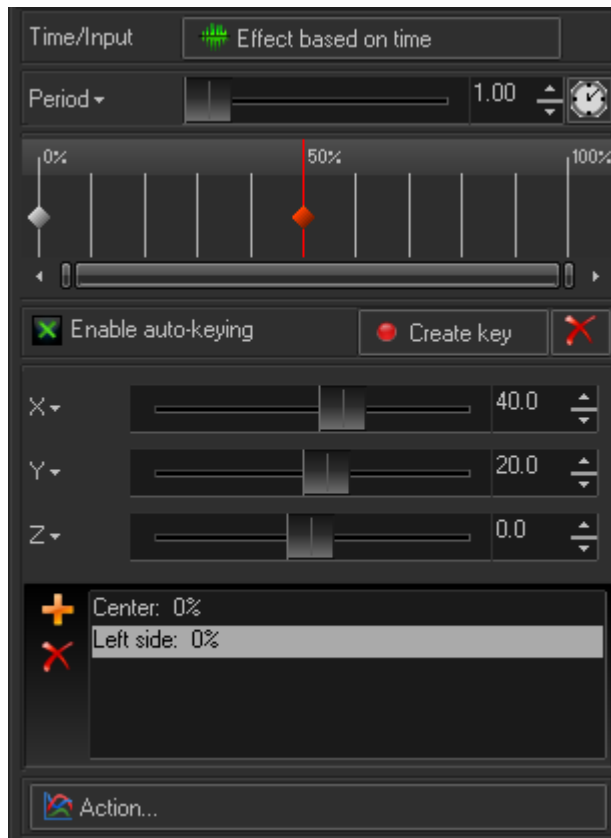 Time/Input
Effect based on time
Period
1.00
0%
50%
100%
Enable auto-keying
Create key
X
40.0
Y
20.0
Z
0.0
Center: 0%
Left side: 0%
Action...